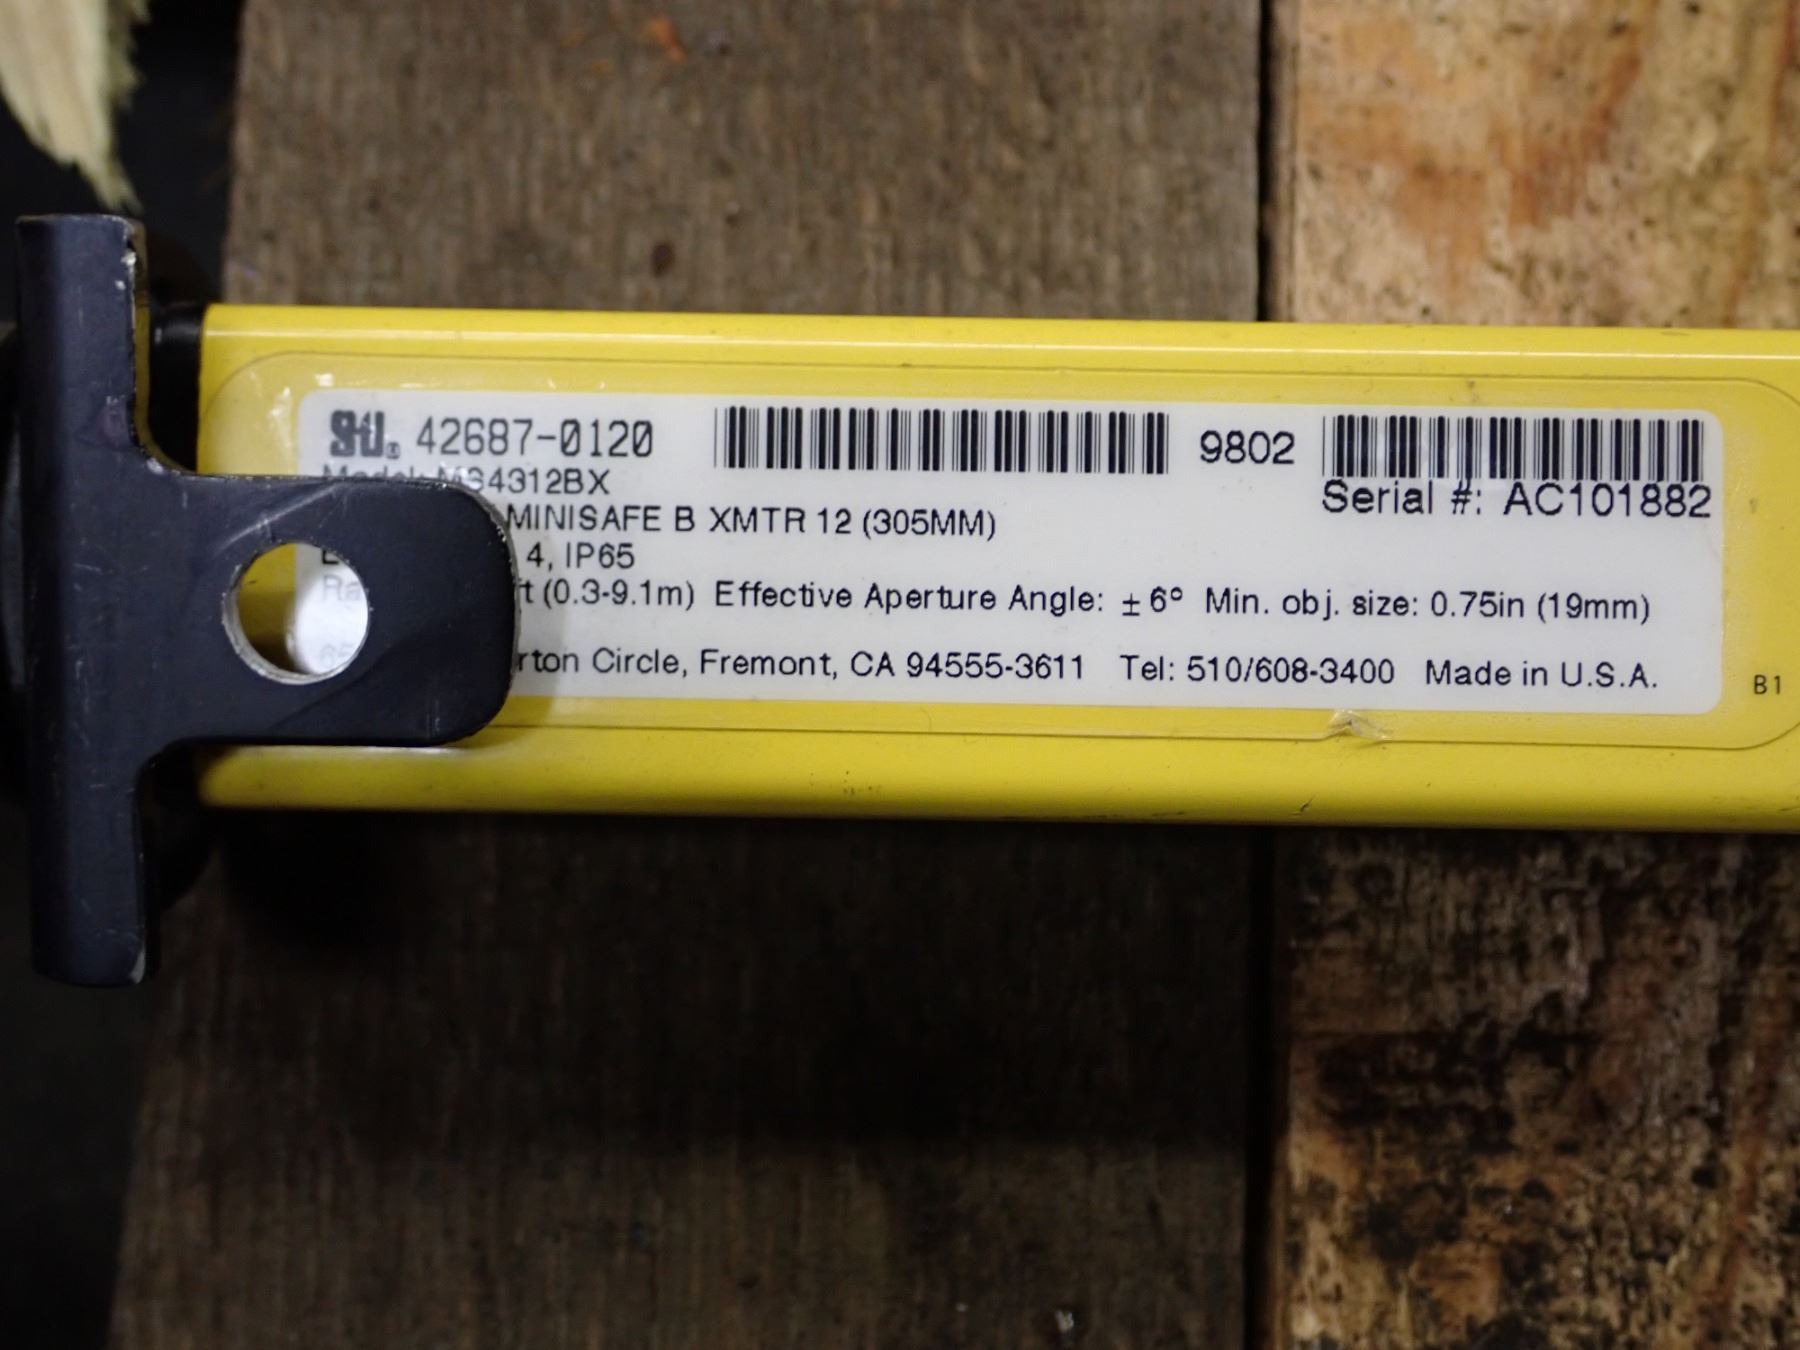 STI® 42687-0120 9802
Model: MS4312BX
Serial #: AC101882
MINISAFE B XMTR 12 (305MM)
4, IP65
ft (0.3-9.1m) Effective Aperture Angle: ± 6° Min. obj. size: 0.75in (19mm)
Circle, Fremont, CA 94555-3611 Tel: 510/608-3400 Made in U.S.A.
B1